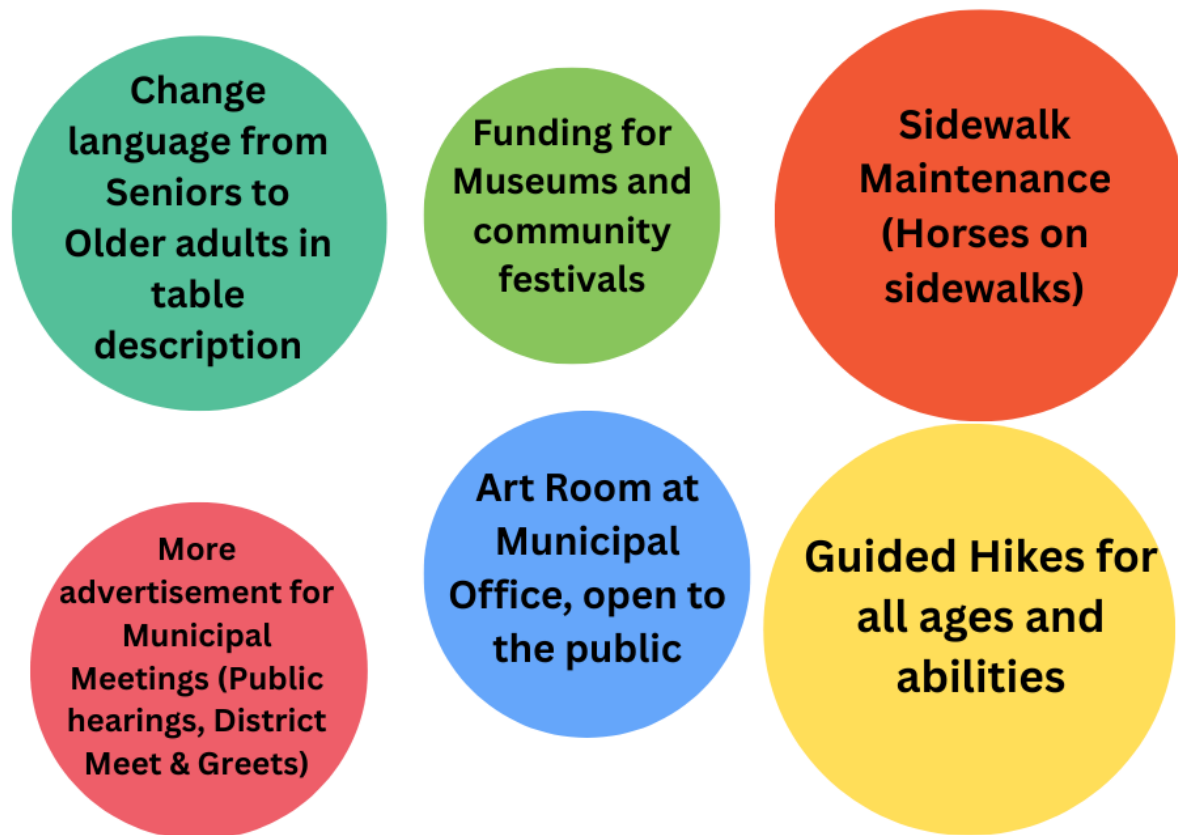 Change
language from
Seniors to
Older adults in
table
description
Funding for
Museums and
community
festivals
Sidewalk
Maintenance
(Horses on
sidewalks)
More
advertisement for
Municipal
Meetings (Public
hearings, District
Meet & Greets)
Art Room at
Municipal
Office, open to
the public
Guided Hikes for
all ages and
abilities